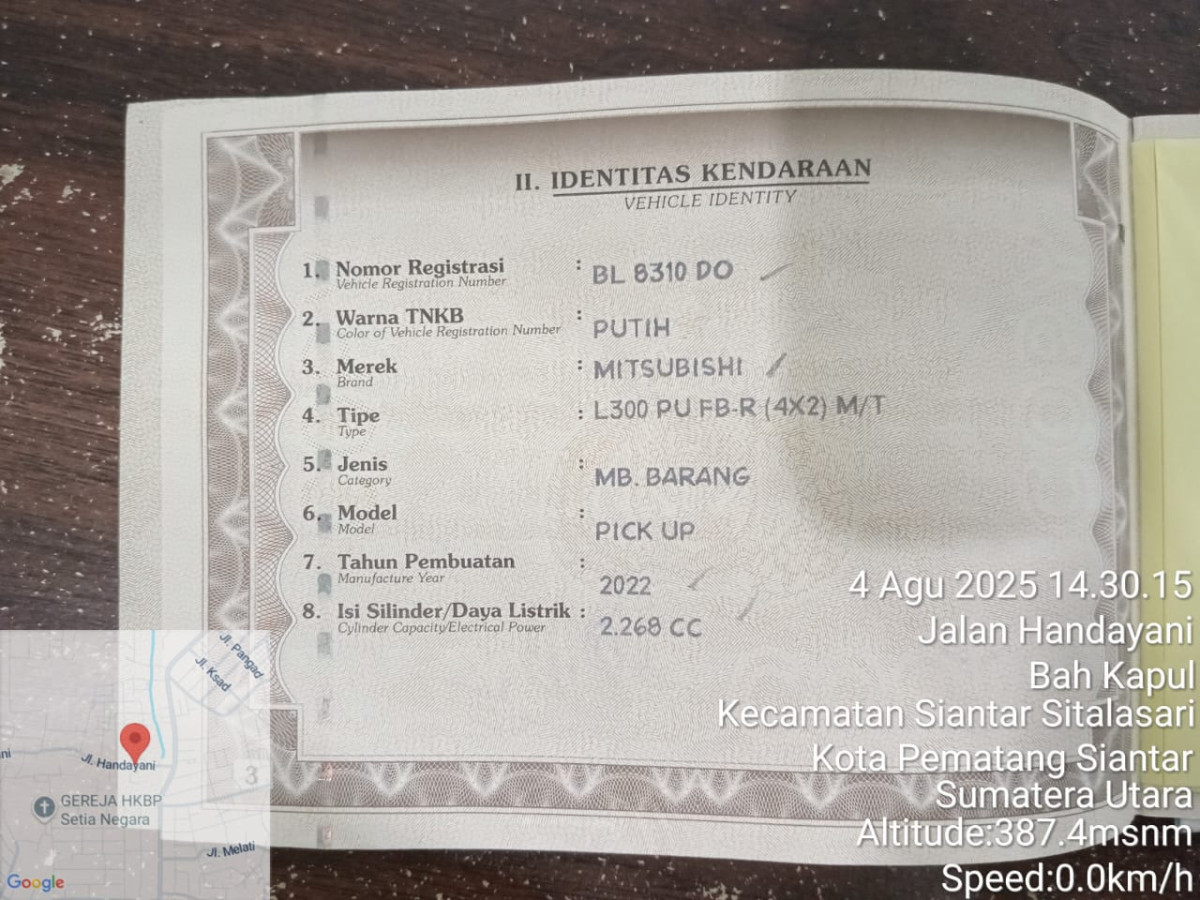 II. IDENTITAS KENDARAAN
VEHICLE IDENTITY
1. Nomor Registrasi : BL 8310 DO
Vehicle Registration Number
2. Warna TNKB : PUTIH
Color of Vehicle Registration Number
3. Merek : MITSUBISHI
Brand
4. Tipe : L300 PU FB-R (4X2) M/T
Type
5. Jenis : MB. BARANG
Category
6. Model : PICK UP
Model
7. Tahun Pembuatan : 2022
Manufacture Year
8. Isi Silinder/Daya Listrik : 2.268 CC
Cylinder Capacity/Electrical Power
3
4 Agu 2025 14.30.15
Jalan Handayani
Bah Kapul
Kecamatan Siantar Sitalasari
Kota Pematang Siantar
Sumatera Utara
Altitude:387.4msnm
Speed:0.0km/h
Jl. Pangad
Jl. Ksad
ni
Jl. Handayani
GEREJA HKBP
Setia Negara
Jl. Melati
Google